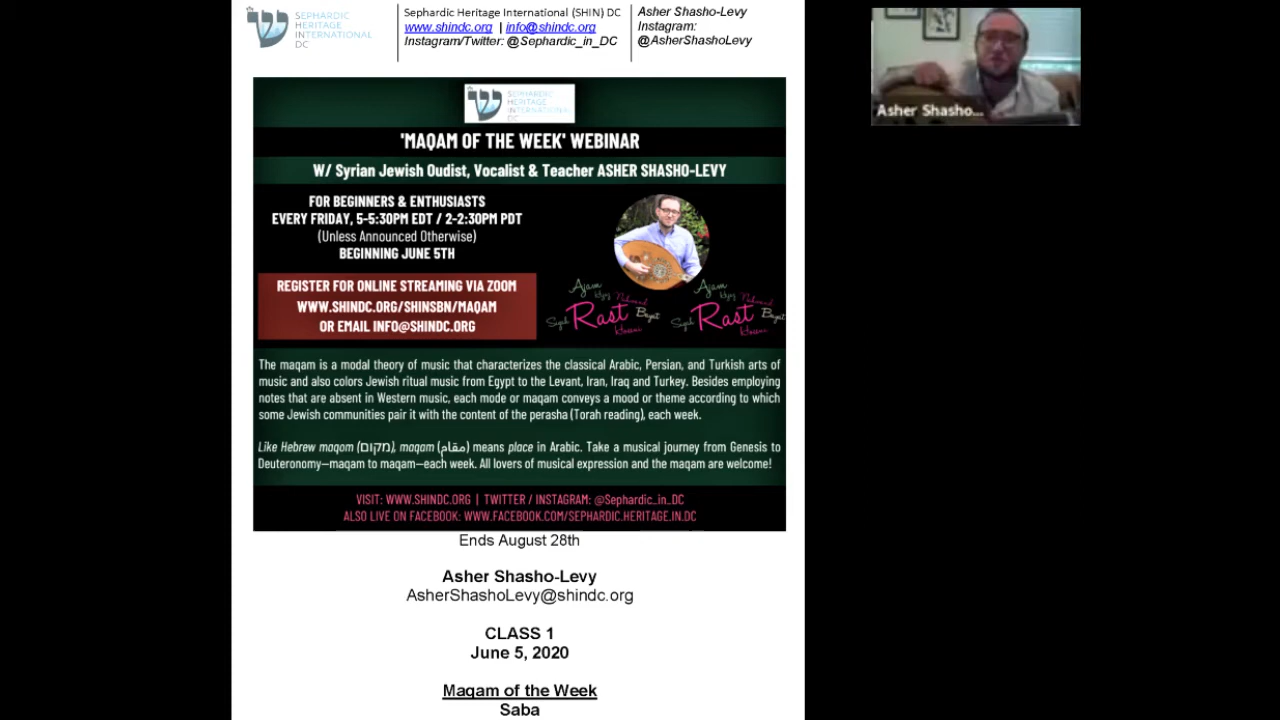 SEPHARDIC
HERITAGE
INTERNATIONAL
DC
Sephardic Heritage International (SHIN) DC
www.shindc.org | info@shindc.org
Instagram/Twitter: @Sephardic_in_DC
Asher Shasho-Levy
Instagram:
@AsherShashoLevy
Asher Shasho...
SEPHARDIC
HERITAGE
INTERNATIONAL
DC
'MAQAM OF THE WEEK' WEBINAR
W/ Syrian Jewish Oudist, Vocalist & Teacher ASHER SHASHO-LEVY
FOR BEGINNERS & ENTHUSIASTS
EVERY FRIDAY, 5-5:30PM EDT / 2-2:30PM PDT
(Unless Announced Otherwise)
BEGINNING JUNE 5TH
REGISTER FOR ONLINE STREAMING VIA ZOOM
WWW.SHINDC.ORG/SHINSBN/MAQAM
OR EMAIL INFO@SHINDC.ORG
Ajam
Rast
Bayat
Ajam
Rast
Bayat
The maqam is a modal theory of music that characterizes the classical Arabic, Persian, and Turkish arts of
music and also colors Jewish ritual music from Egypt to the Levant, Iran, Iraq and Turkey. Besides employing
notes that are absent in Western music, each mode or maqam conveys a mood or theme according to which
some Jewish communities pair it with the content of the perasha (Torah reading), each week.
Like Hebrew maqom (מקום), maqam (مقام) means place in Arabic. Take a musical journey from Genesis to
Deuteronomy—maqam to maqam—each week. All lovers of musical expression and the maqam are welcome!
VISIT: WWW.SHINDC.ORG | TWITTER / INSTAGRAM: @Sephardic_in_DC
ALSO LIVE ON FACEBOOK: WWW.FACEBOOK.COM/SEPHARDIC.HERITAGE.IN.DC
Ends August 28th
Asher Shasho-Levy
AsherShashoLevy@shindc.org
CLASS 1
June 5, 2020
Maqam of the Week
Saba